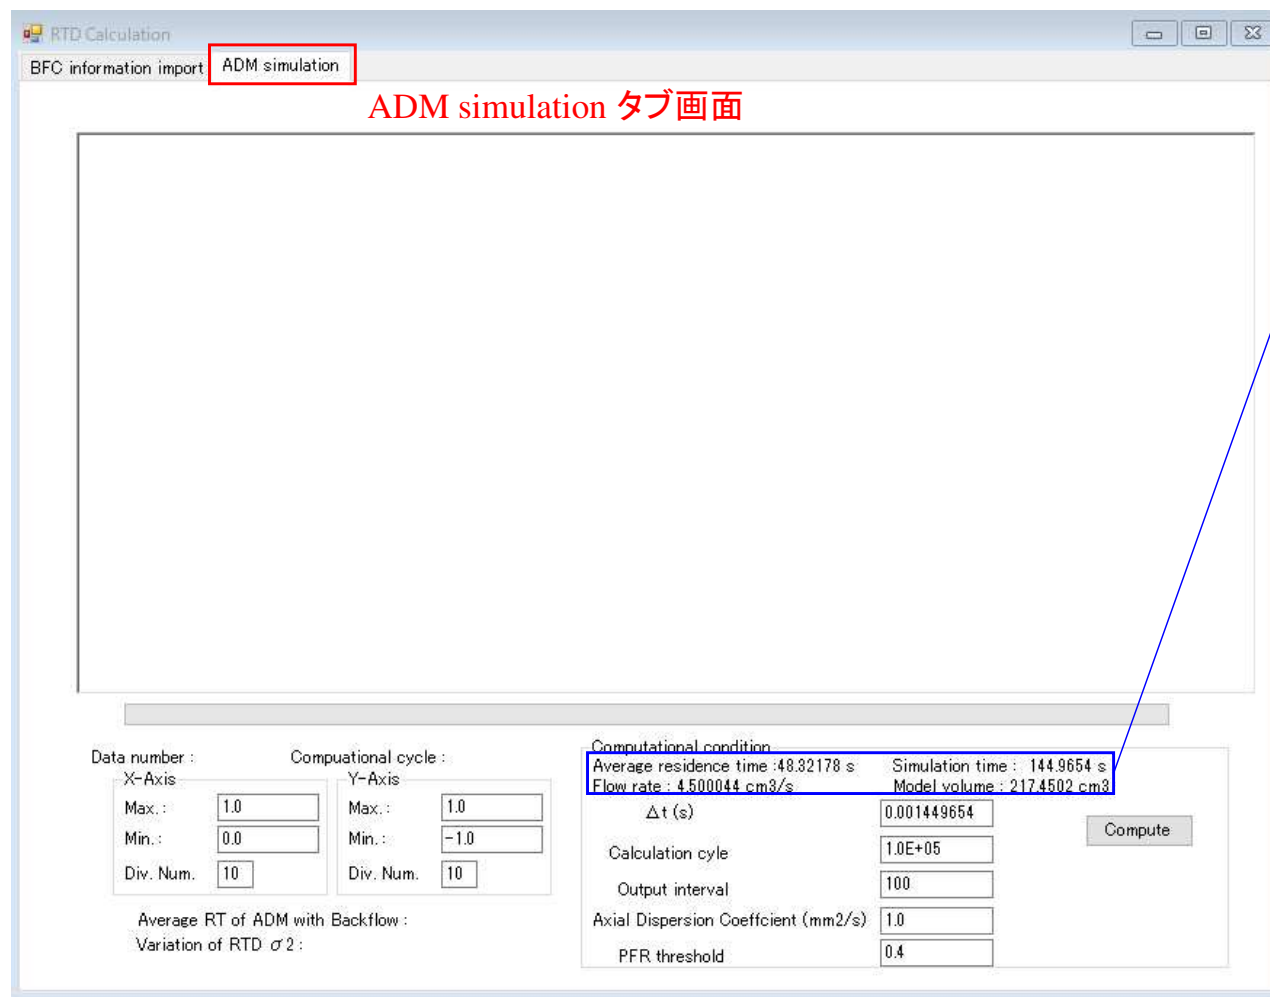 RTD Calculation
BFC information import ADM simulation
ADM simulation タブ画面
Data number : Compuational cycle :
X-Axis Y-Axis
Max. : 1.0 Max. : 1.0
Min. : 0.0 Min. : -1.0
Div. Num. 10 Div. Num. 10
Average RT of ADM with Backflow :
Variation of RTD σ2 :
Computational condition
Average residence time :48.32178 s Simulation time : 144.9654 s
Flow rate : 4.500044 cm3/s Model volume : 217.4502 cm3
Δt (s) 0.001449654
Calculation cyle 1.0E+05
Output interval 100
Axial Dispersion Coeffcient (mm2/s) 1.0
PFR threshold 0.4
Compute